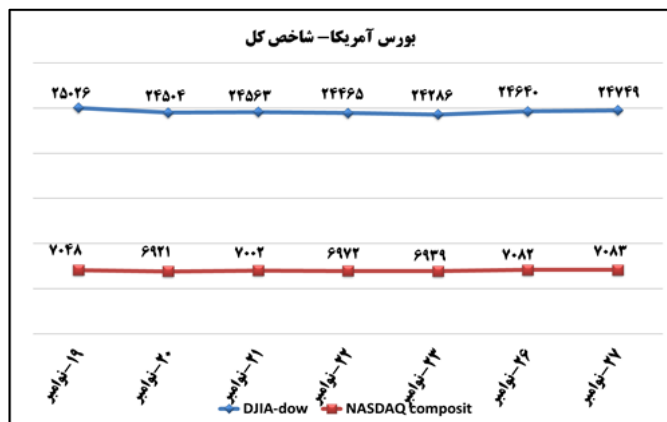 بورس آمریکا– شاخص کل
۲۵۰۲۶ ۲۴۵۰۴ ۲۴۵۶۳ ۲۴۴۶۵ ۲۴۲۸۶ ۲۴۶۴۰ ۲۴۷۴۹
۷۰۴۸ ۶۹۲۱ ۷۰۰۲ ۶۹۷۲ ۶۹۳۹ ۷۰۸۲ ۷۰۸۳
۱۹–نوامبر ۲۰–نوامبر ۲۱–نوامبر ۲۲–نوامبر ۲۳–نوامبر ۲۶–نوامبر ۲۷–نوامبر
DJIA-dow NASDAQ composit